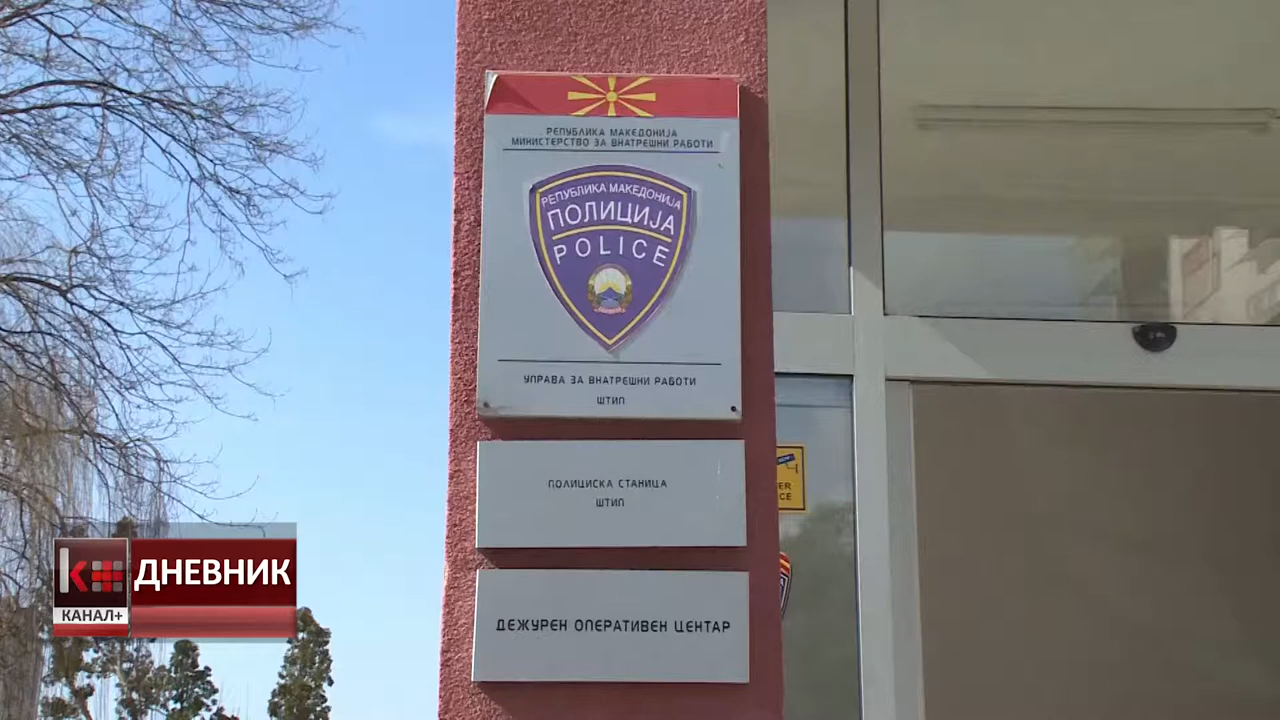 РЕПУБЛИКА МАКЕДОНИЈА
МИНИСТЕРСТВО ЗА ВНАТРЕШНИ РАБОТИ
РЕПУБЛИКА МАКЕДОНИЈА
ПОЛИЦИЈА
POLICE
УПРАВА ЗА ВНАТРЕШНИ РАБОТИ
ШТИП
ПОЛИЦИСКА СТАНИЦА
ШТИП
ДЕЖУРЕН ОПЕРАТИВЕН ЦЕНТАР
ДНЕВНИК
КАНАЛ+